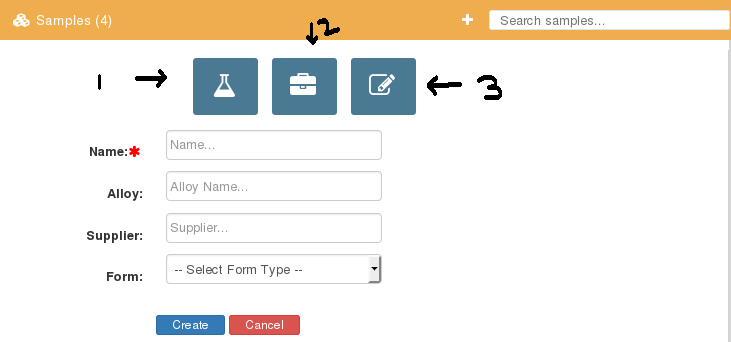 Samples (4)
+ Search samples...
2
1
3
Name:*
Name...
Alloy:
Alloy Name...
Supplier:
Supplier...
Form:
-- Select Form Type --
Create Cancel